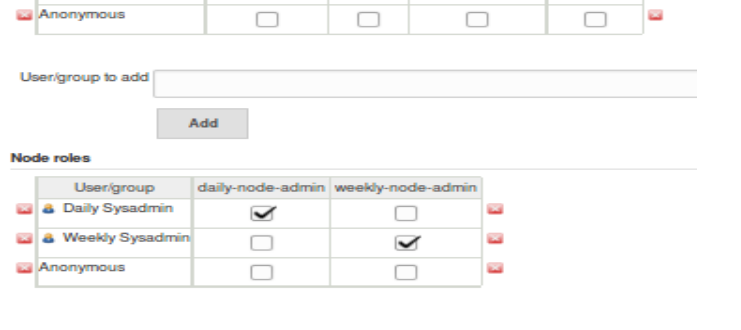 Anonymous
User/group to add
Add
Node roles
User/group daily-node-admin weekly-node-admin
Daily Sysadmin
Weekly Sysadmin
Anonymous